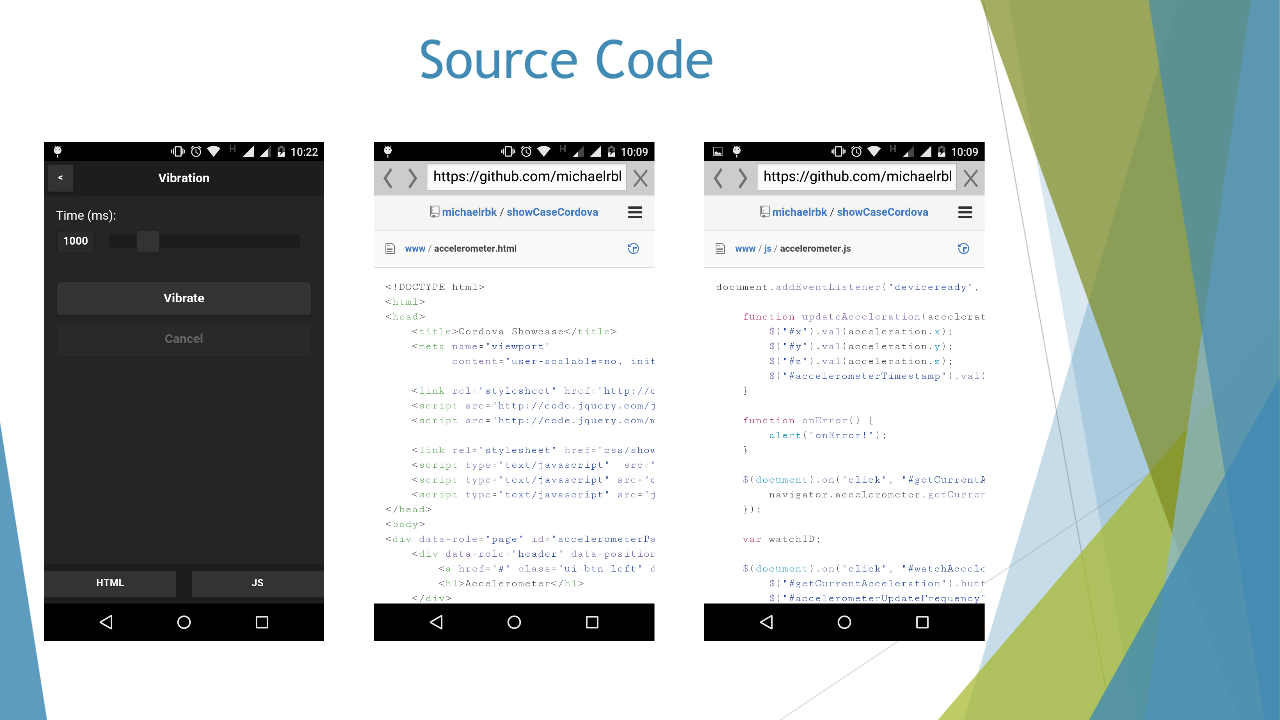 Source Code
10:22
<
Vibration
Time (ms):
1000
Vibrate
Cancel
HTML
JS
H
10:09
https://github.com/michaelrbl
michaelrbk / showCaseCordova
www / accelerometer.html
<!DOCTYPE html>
<html>
<head>
<title>Cordova Showcase</title>
<meta name="viewport"
content="user-scalable=no, init
<link rel="stylesheet" href="http://c
<script src="http://code.jquery.com/j
<script src="http://code.jquery.com/m
<link rel="stylesheet" href="css/show
<script type="text/javascript" src="
<script type="text/javascript" src="c
<script type="text/javascript" src="j
</head>
<body>
<div data-role="page" id="accelerometerPa
<div data-role="header" data-position
<a href="#" class="ui-btn-left" d
<h1>Accelerometer</h1>
</div>
H
10:09
https://github.com/michaelrbl
michaelrbk / showCaseCordova
www / js / accelerometer.js
document.addEventListener("deviceready",
function updateAcceleration(accelerat
$("#x").val(acceleration.x);
$("#y").val(acceleration.y);
$("#z").val(acceleration.z);
$("#accelerometerTimestamp").val(
}
function onError() {
alert("onError!");
}
$(document).on("click", "#getCurrentA
navigator.accelerometer.getCurren
});
var watchID;
$(document).on("click", "#watchAccele
$("#getCurrentAcceleration").butt
$("#accelerometerUpdateFrequency"